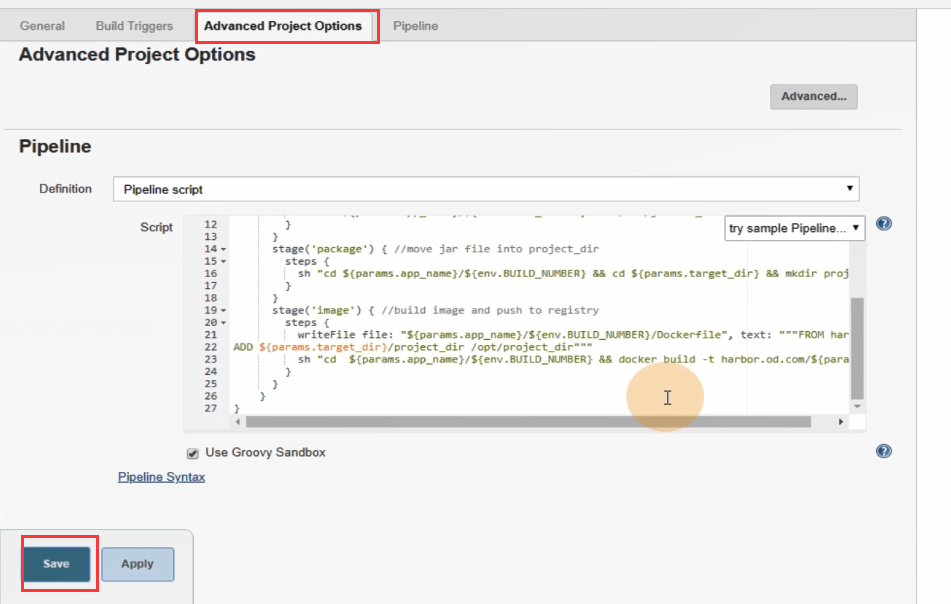 General Build Triggers Advanced Project Options Pipeline
Advanced Project Options
Advanced...
Pipeline
Definition Pipeline script
Script try sample Pipeline...
12 }
13 }
14 stage('package') { //move jar file into project_dir
15 steps {
16 sh "cd ${params.app_name}/${env.BUILD_NUMBER} && cd ${params.target_dir} && mkdir proj
17 }
18 }
19 stage('image') { //build image and push to registry
20 steps {
21 writeFile file: "${params.app_name}/${env.BUILD_NUMBER}/Dockerfile", text: """FROM har
22 ADD ${params.target_dir}/project_dir /opt/project_dir"""
23 sh "cd  ${params.app_name}/${env.BUILD_NUMBER} && docker build -t harbor.od.com/${para
24 }
25 }
26 }
27 }
Use Groovy Sandbox
Pipeline Syntax
Save Apply